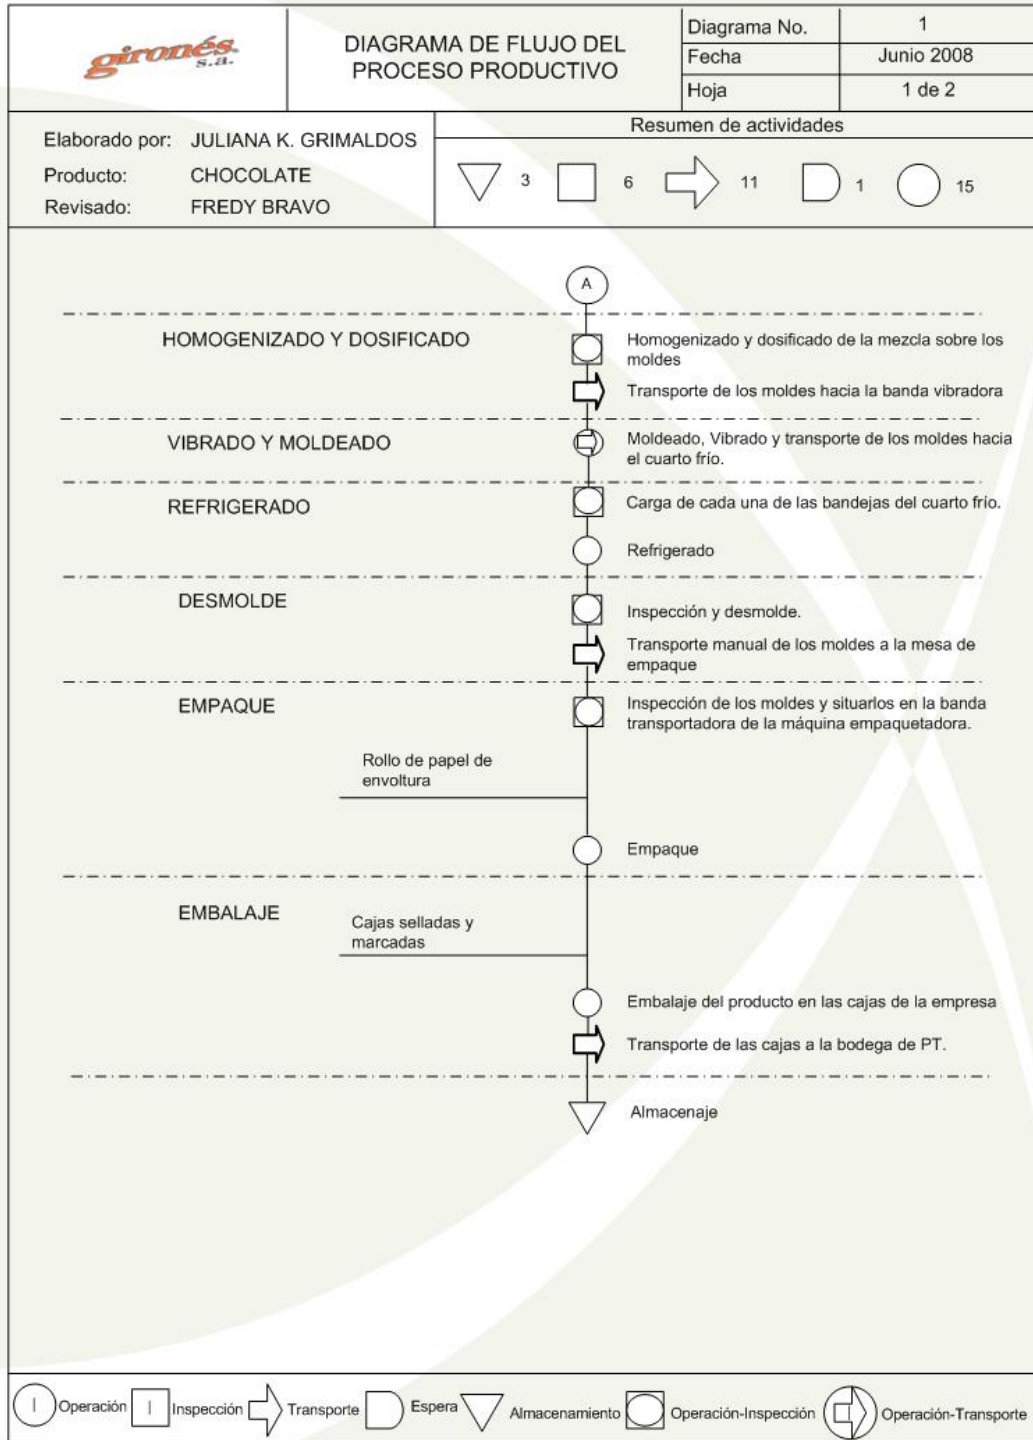 gironés
s.a.
DIAGRAMA DE FLUJO DEL
PROCESO PRODUCTIVO
Diagrama No. 1
Fecha Junio 2008
Hoja 1 de 2
Elaborado por: JULIANA K. GRIMALDOS
Producto: CHOCOLATE
Revisado: FREDY BRAVO
Resumen de actividades
3 6 11 1 15
A
HOMOGENIZADO Y DOSIFICADO
Homogenizado y dosificado de la mezcla sobre los
moldes
Transporte de los moldes hacia la banda vibradora
VIBRADO Y MOLDEADO
Moldeado, Vibrado y transporte de los moldes hacia
el cuarto frío.
REFRIGERADO
Carga de cada una de las bandejas del cuarto frío.
Refrigerado
DESMOLDE
Inspección y desmolde.
Transporte manual de los moldes a la mesa de
empaque
EMPAQUE
Inspección de los moldes y situarlos en la banda
transportadora de la máquina empaquetadora.
Rollo de papel de
envoltura
Empaque
EMBALAJE
Cajas selladas y
marcadas
Embalaje del producto en las cajas de la empresa
Transporte de las cajas a la bodega de PT.
Almacenaje
I Operación I Inspección Transporte Espera Almacenamiento Operación-Inspección Operación-Transporte